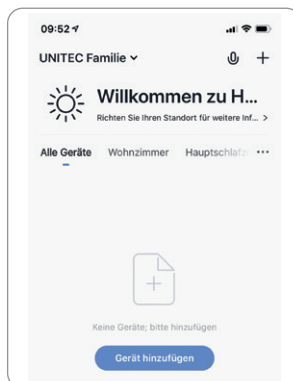 09:52
UNITEC Familie
Willkommen zu H...
Richten Sie Ihren Standort für weitere Inf...
Alle Geräte Wohnzimmer Hauptschlafz
Keine Geräte; bitte hinzufügen
Gerät hinzufügen